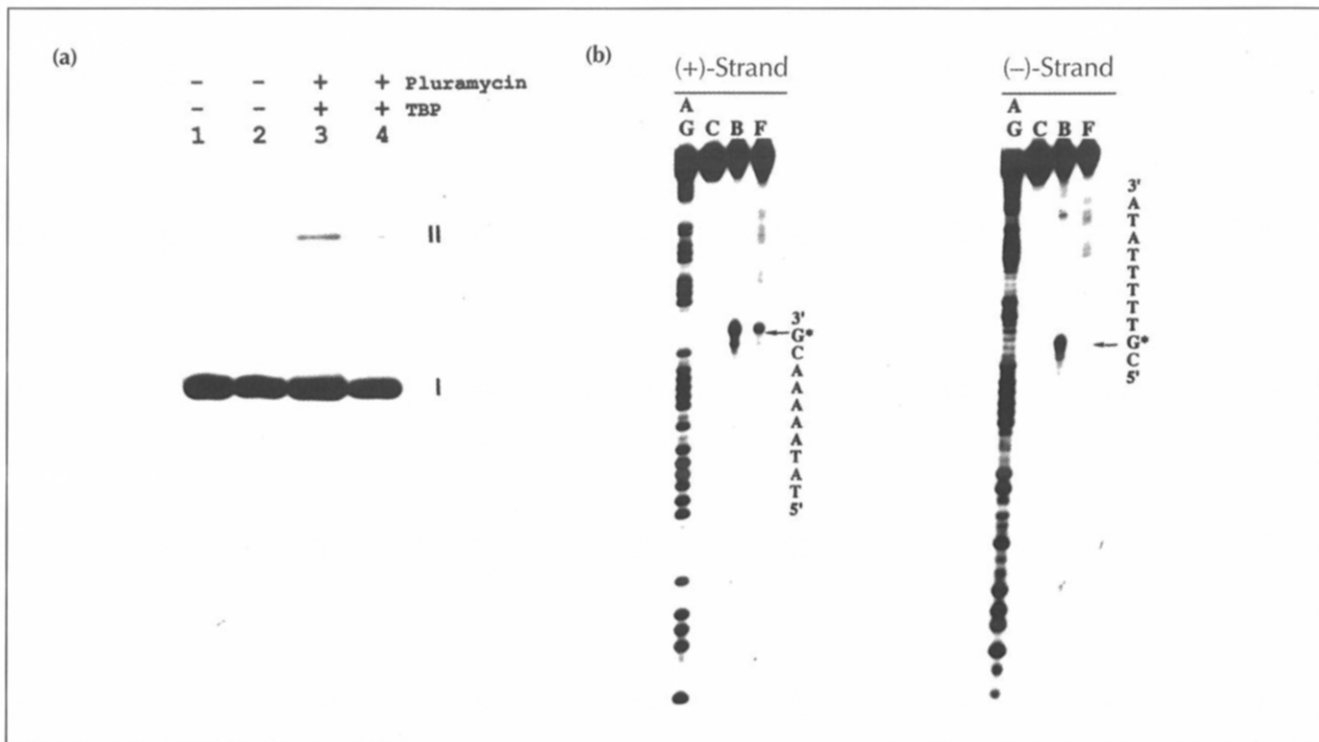 (a)
– – + + Pluramycin
– – + + TBP
1 2 3 4
II
I
(b)
(+)-Strand
A
G C B F
3'
G*
C
A
A
A
A
A
T
A
T
5'
(–)-Strand
A
G C B F
3'
A
T
A
T
T
T
T
T
G*
C
5'